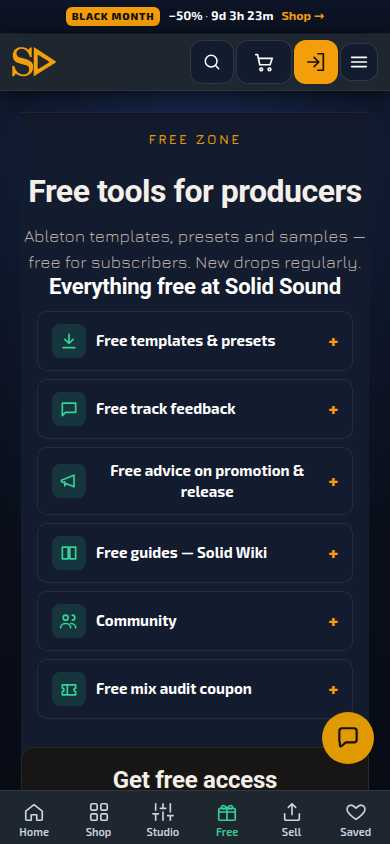 BLACK MONTH −50% · 9d 3h 23m Shop →
S
FREE ZONE
Free tools for producers
Ableton templates, presets and samples —
free for subscribers. New drops regularly.
Everything free at Solid Sound
Free templates & presets +
Free track feedback +
Free advice on promotion & +
release
Free guides — Solid Wiki +
Community +
Free mix audit coupon +
Get free access
Home Shop Studio Free Sell Saved